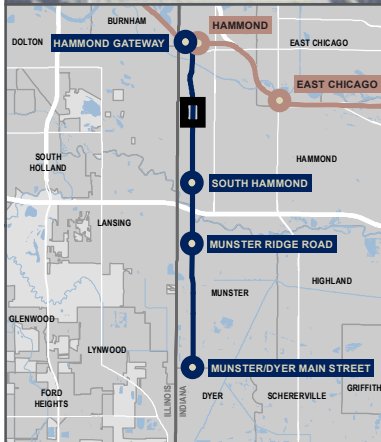 BURNHAM
HAMMOND
DOLTON
HAMMOND GATEWAY
EAST CHICAGO
EAST CHICAGO
SOUTH
HOLLAND
HAMMOND
SOUTH HAMMOND
LANSING
MUNSTER RIDGE ROAD
HIGHLAND
MUNSTER
GLENWOOD
LYNWOOD
MUNSTER/DYER MAIN STREET
ILLINOIS
INDIANA
FORD
HEIGHTS
DYER
SCHERERVILLE
GRIFFITH